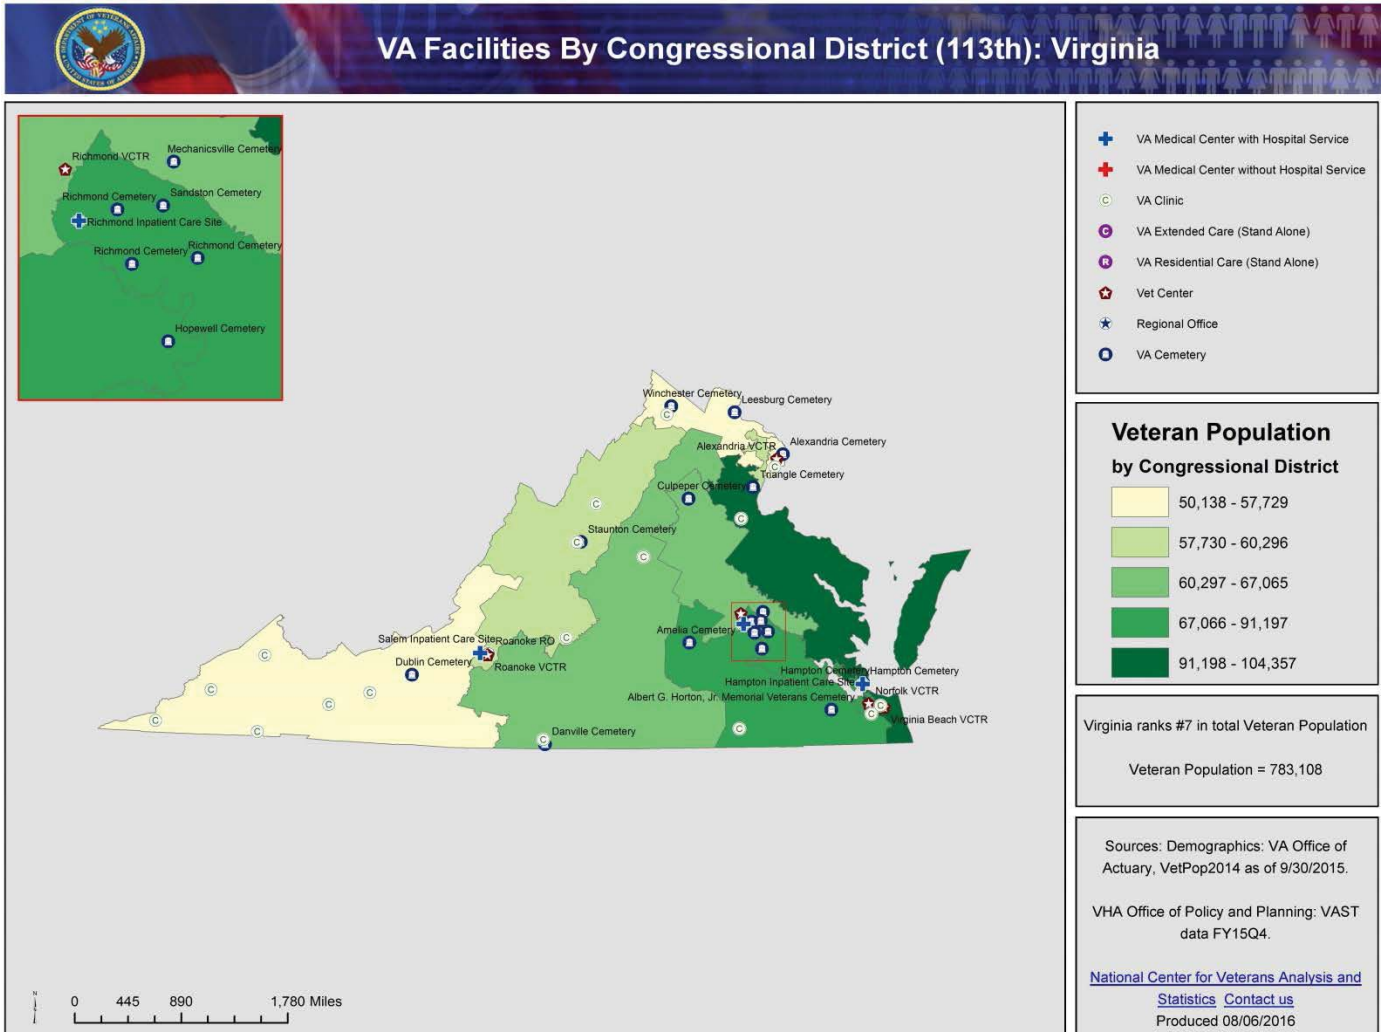 VA Facilities By Congressional District (113th): Virginia
DEPARTMENT OF VETERANS AFFAIRS
UNITED STATES OF AMERICA
Richmond VCTR
Mechanicsville Cemetery
Richmond Cemetery
Sandston Cemetery
Richmond Inpatient Care Site
Richmond Cemetery
Richmond Cemetery
Hopewell Cemetery
Winchester Cemetery
Leesburg Cemetery
Alexandria VCTR
Alexandria Cemetery
Triangle Cemetery
Culpeper Cemetery
Staunton Cemetery
Amelia Cemetery
Salem Inpatient Care Site
Roanoke RO
Dublin Cemetery
Roanoke VCTR
Hampton Cemetery
Hampton Cemetery
Hampton Inpatient Care Site
Albert G. Horton, Jr. Memorial Veterans Cemetery
Norfolk VCTR
Virginia Beach VCTR
Danville Cemetery
N
0 445 890 1,780 Miles
VA Medical Center with Hospital Service
VA Medical Center without Hospital Service
C VA Clinic
C VA Extended Care (Stand Alone)
R VA Residential Care (Stand Alone)
Vet Center
Regional Office
VA Cemetery
Veteran Population
by Congressional District
50,138 - 57,729
57,730 - 60,296
60,297 - 67,065
67,066 - 91,197
91,198 - 104,357
Virginia ranks #7 in total Veteran Population
Veteran Population = 783,108
Sources: Demographics: VA Office of
Actuary, VetPop2014 as of 9/30/2015.
VHA Office of Policy and Planning: VAST
data FY15Q4.
National Center for Veterans Analysis and
Statistics Contact us
Produced 08/06/2016